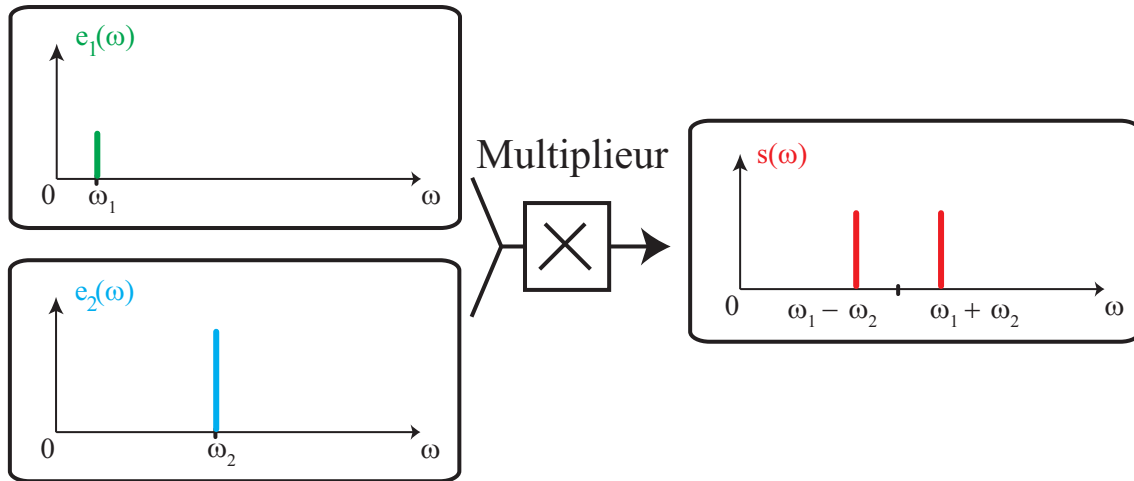 e₁(ω)
0
ω₁
ω
e₂(ω)
0
ω₂
ω
Multiplieur
s(ω)
0
ω₁ − ω₂
ω₁ + ω₂
ω